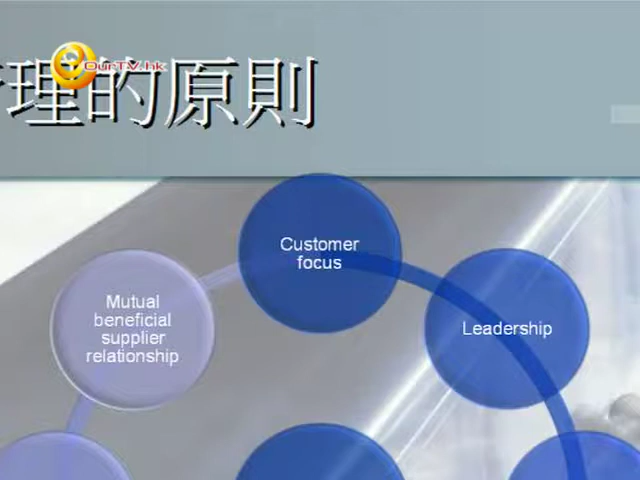 OurTV.hk
理的原則
Customer
focus
Mutual
beneficial
supplier
relationship
Leadership